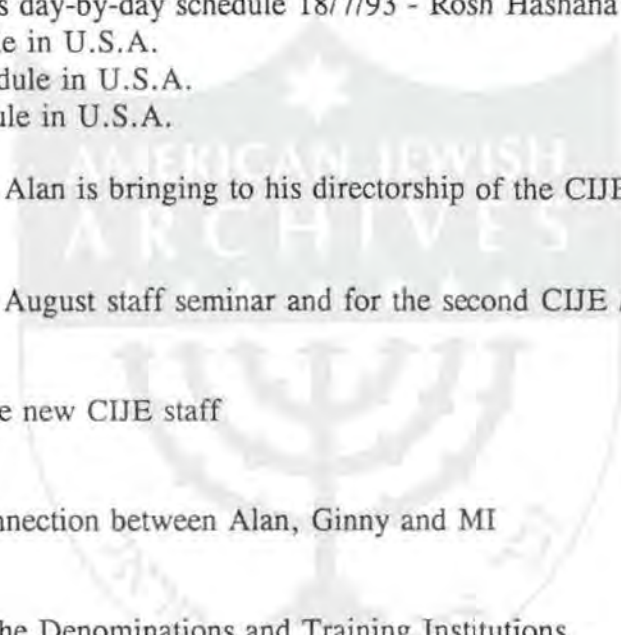 s day-by-day schedule 18/7/93 - Rosh Hashana
le in U.S.A.
dule in U.S.A.
ule in U.S.A.
AMERICAN JEWISH
ARCHIVES
Alan is bringing to his directorship of the CIJE
August staff seminar and for the second CIJE
e new CIJE staff
nnection between Alan, Ginny and MI
he Denominations and Training Institutions